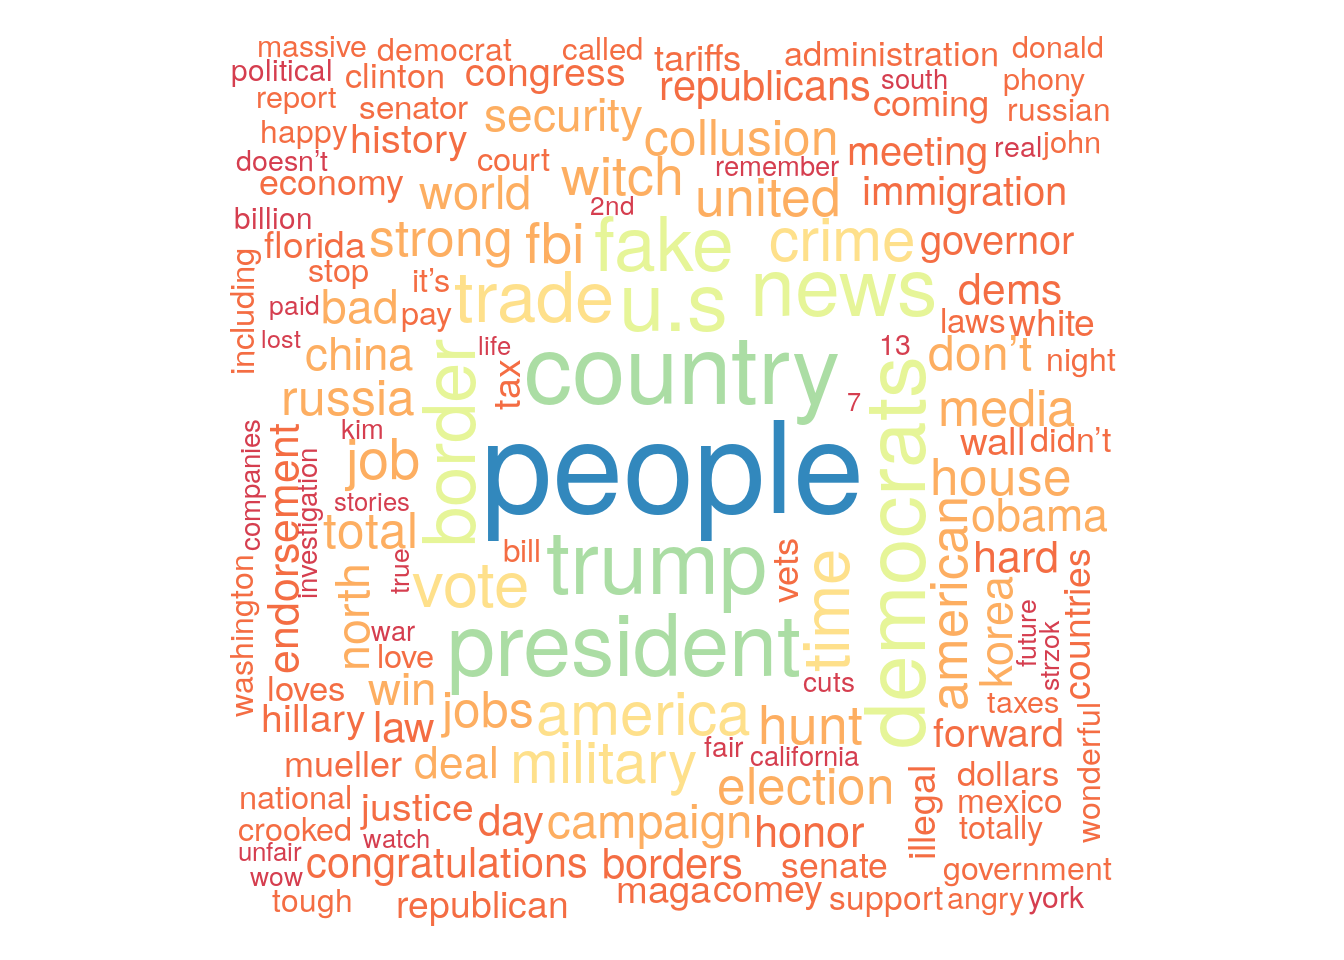 massive democrat called tariffs administration donald
political clinton congress republicans south phony
report senator security collusion coming russian
happy history court witch remember meeting real john
doesn’t economy world 2nd united immigration
billion florida strong fbi fake crime governor
including stop it’s trade u.s news dems
paid bad pay laws white
lost china border life tax country 13 don’t night
russia 7 democrats media
kim job people wall didn’t
companies endorsement investigation stories total house obama
washington north true vote bill trump vets time american korea hard countries
war love president future strzok
loves win cuts taxes
hillary law jobs america hunt forward wonderful
mueller deal military fair california dollars
national justice day campaign election honor illegal mexico
crooked watch totally
unfair congratulations borders senate government
wow tough republican maga comey support angry york